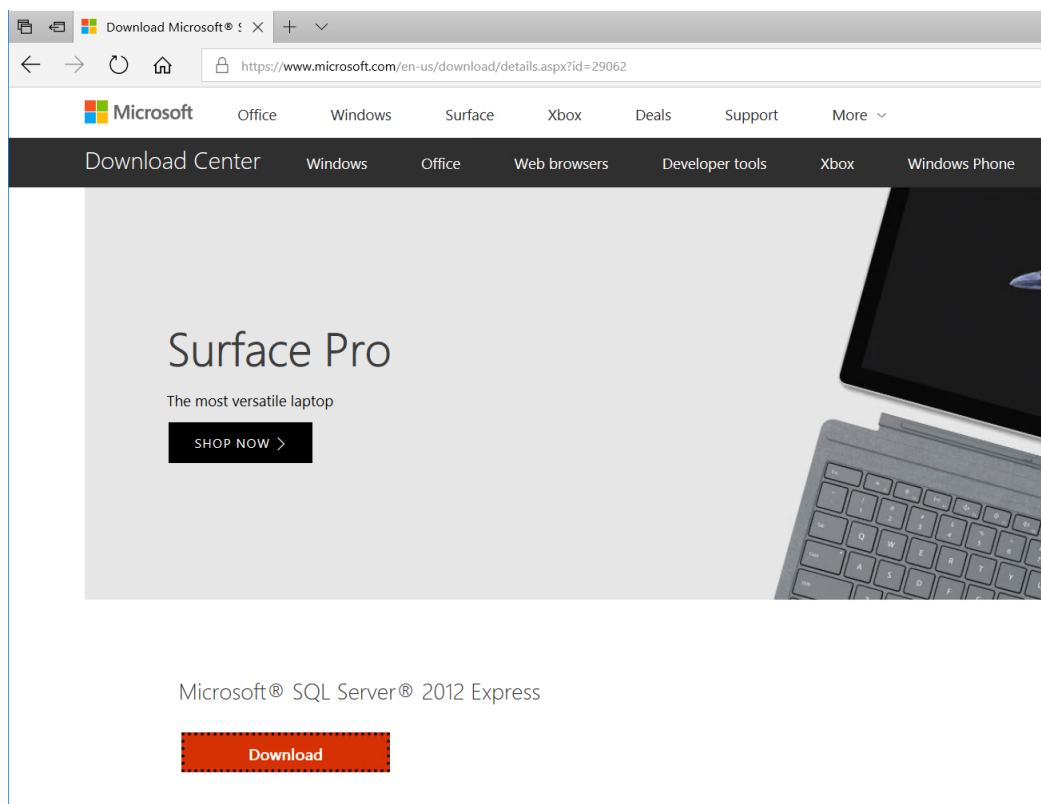 Download Microsoft® S
https://www.microsoft.com/en-us/download/details.aspx?id=29062
Microsoft Office Windows Surface Xbox Deals Support More
Download Center Windows Office Web browsers Developer tools Xbox Windows Phone
Surface Pro
The most versatile laptop
SHOP NOW
Microsoft® SQL Server® 2012 Express
Download